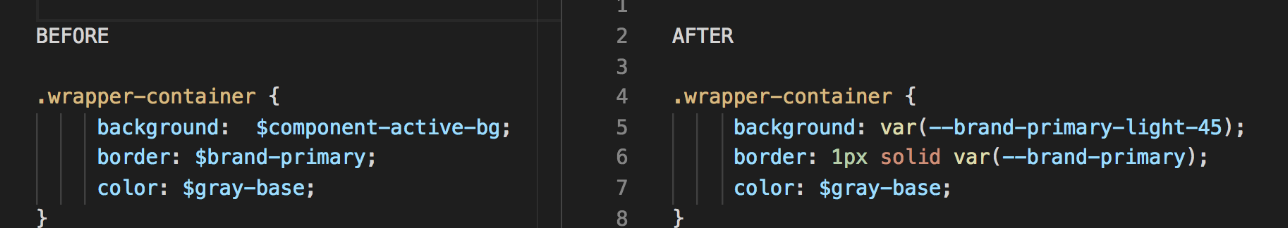 BEFORE
.wrapper-container {
background:  $component-active-bg;
border: $brand-primary;
color: $gray-base;
}
1
2 AFTER
3
4 .wrapper-container {
5 background: var(--brand-primary-light-45);
6 border: 1px solid var(--brand-primary);
7 color: $gray-base;
8 }